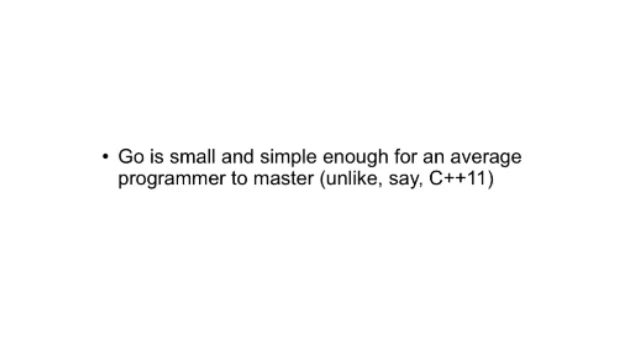 • Go is small and simple enough for an average
programmer to master (unlike, say, C++11)